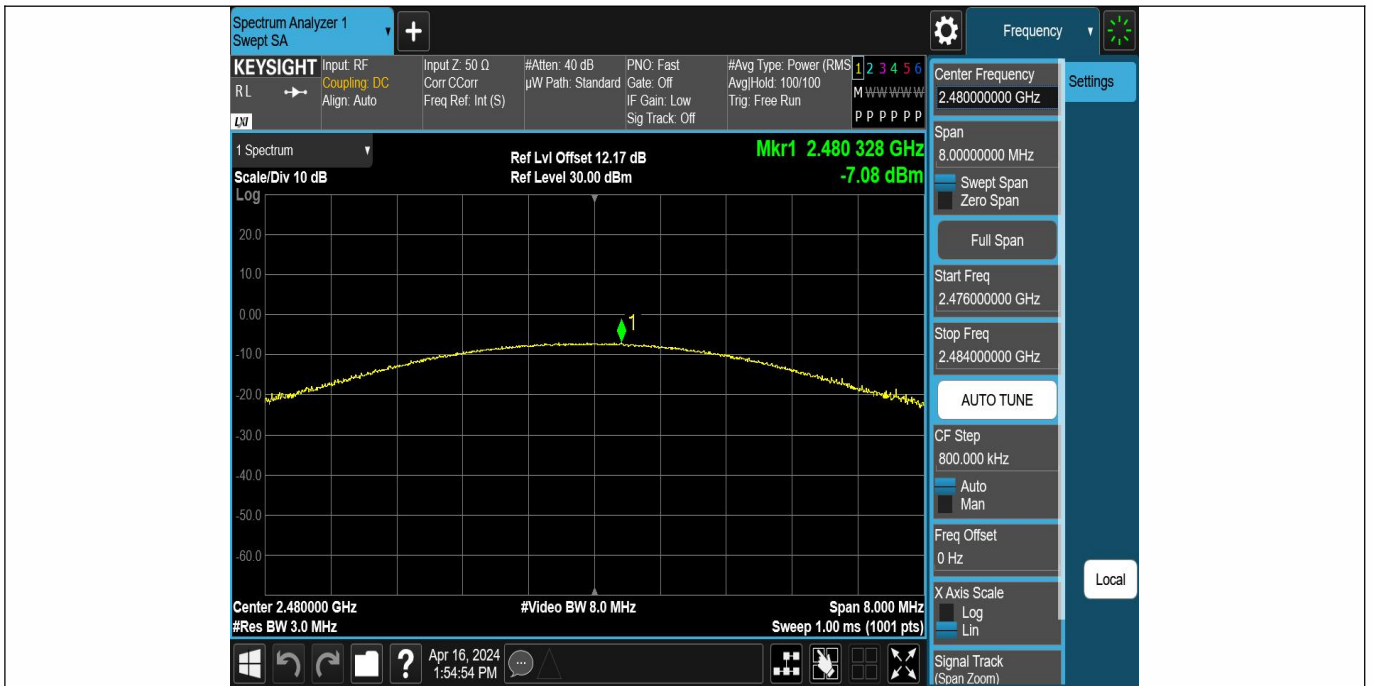 Spectrum Analyzer 1
Swept SA
Frequency
KEYSIGHT
RL
LXI
Input: RF
Coupling: DC
Align: Auto
Input Z: 50 Ω
Corr CCorr
Freq Ref: Int (S)
#Atten: 40 dB
µW Path: Standard
PNO: Fast
Gate: Off
IF Gain: Low
Sig Track: Off
#Avg Type: Power (RMS
Avg|Hold: 100/100
Trig: Free Run
1 2 3 4 5 6
M W W W W W
P P P P P P
1 Spectrum
Scale/Div 10 dB
Log
Ref Lvl Offset 12.17 dB
Ref Level 30.00 dBm
Mkr1 2.480 328 GHz
-7.08 dBm
20.0
10.0
0.00
-10.0
-20.0
-30.0
-40.0
-50.0
-60.0
1
Center 2.480000 GHz
#Res BW 3.0 MHz
#Video BW 8.0 MHz
Span 8.000 MHz
Sweep 1.00 ms (1001 pts)
Center Frequency
2.480000000 GHz
Settings
Span
8.00000000 MHz
Swept Span
Zero Span
Full Span
Start Freq
2.476000000 GHz
Stop Freq
2.484000000 GHz
AUTO TUNE
CF Step
800.000 kHz
Auto
Man
Freq Offset
0 Hz
Local
X Axis Scale
Log
Lin
Signal Track
(Span Zoom)
?
Apr 16, 2024
1:54:54 PM